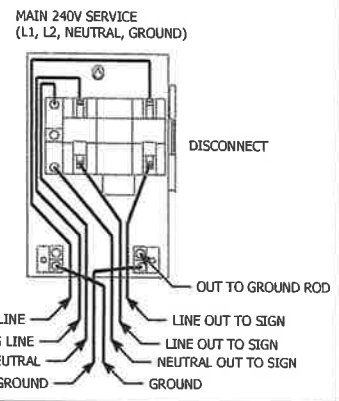 MAIN 240V SERVICE
(L1, L2, NEUTRAL, GROUND)
DISCONNECT
OUT TO GROUND ROD
LINE
LINE OUT TO SIGN
LINE
LINE OUT TO SIGN
NEUTRAL OUT TO SIGN
GROUND
GROUND